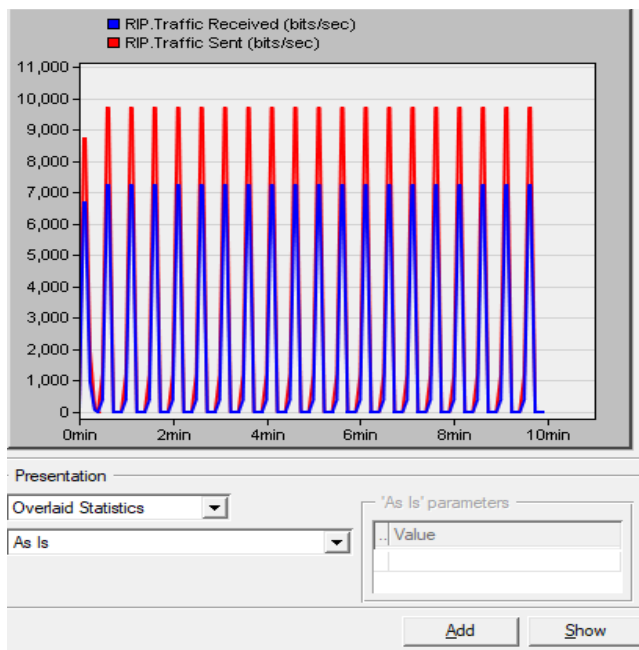 RIP.Traffic Received (bits/sec)
RIP.Traffic Sent (bits/sec)
11,000
10,000
9,000
8,000
7,000
6,000
5,000
4,000
3,000
2,000
1,000
0
0min 2min 4min 6min 8min 10min
Presentation
Overlaid Statistics
As Is
'As Is' parameters
.. Value
Add Show